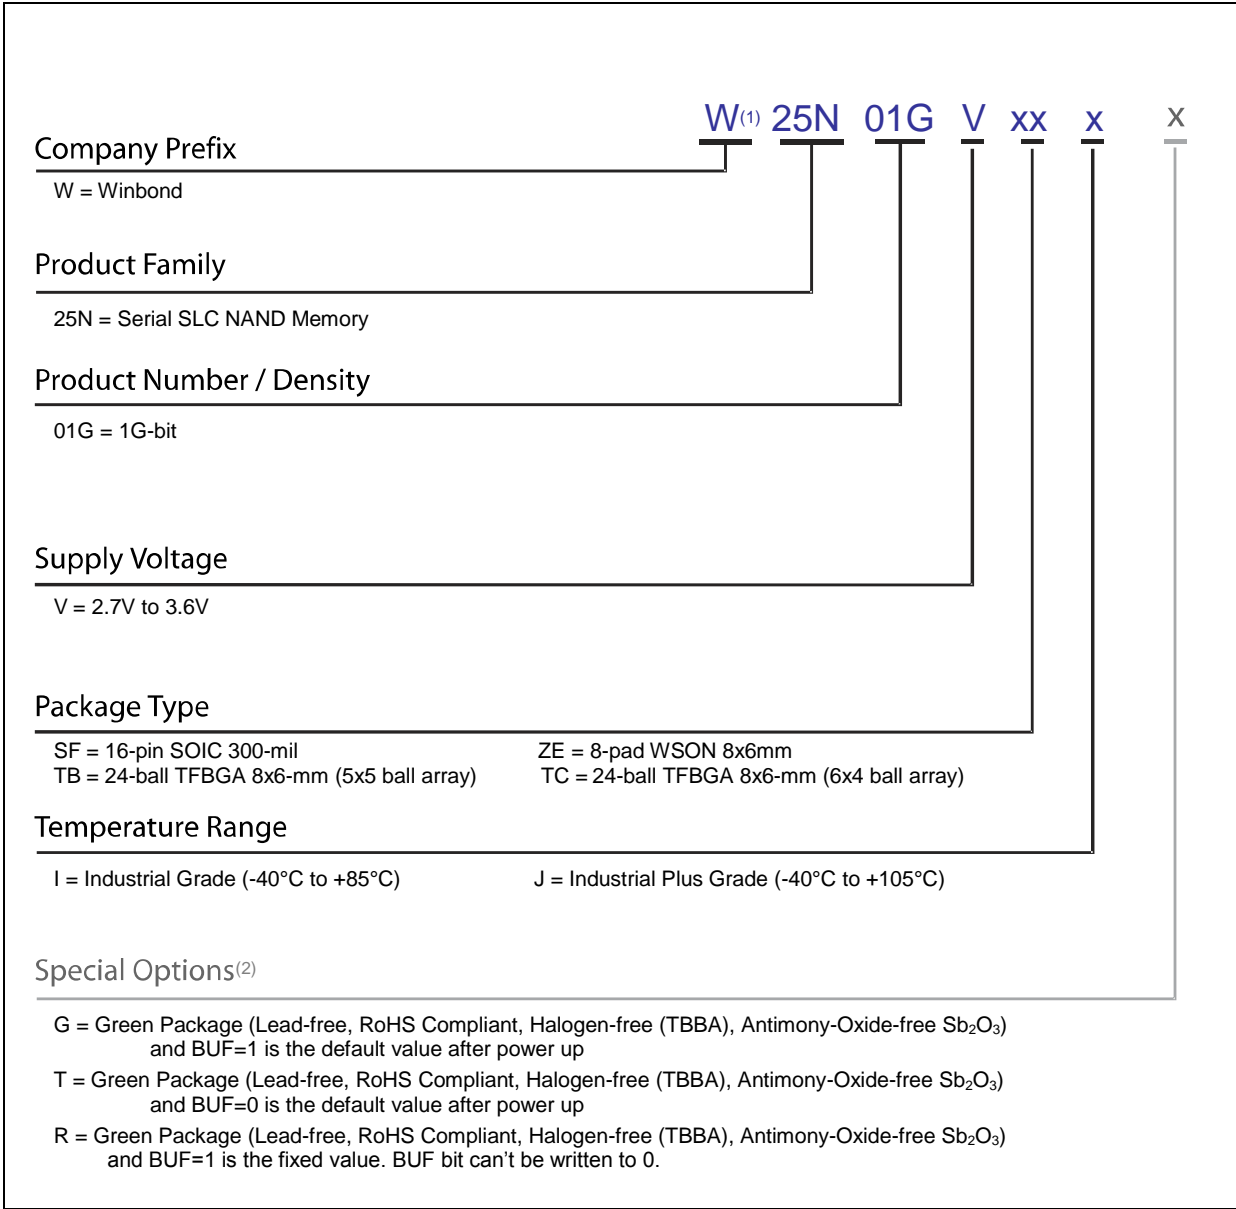 W(1) 25N 01G V xx x x
Company Prefix
W = Winbond
Product Family
25N = Serial SLC NAND Memory
Product Number / Density
01G = 1G-bit
Supply Voltage
V = 2.7V to 3.6V
Package Type
SF = 16-pin SOIC 300-mil ZE = 8-pad WSON 8x6mm
TB = 24-ball TFBGA 8x6-mm (5x5 ball array) TC = 24-ball TFBGA 8x6-mm (6x4 ball array)
Temperature Range
I = Industrial Grade (-40°C to +85°C) J = Industrial Plus Grade (-40°C to +105°C)
Special Options(2)
G = Green Package (Lead-free, RoHS Compliant, Halogen-free (TBBA), Antimony-Oxide-free Sb₂O₃)
and BUF=1 is the default value after power up
T = Green Package (Lead-free, RoHS Compliant, Halogen-free (TBBA), Antimony-Oxide-free Sb₂O₃)
and BUF=0 is the default value after power up
R = Green Package (Lead-free, RoHS Compliant, Halogen-free (TBBA), Antimony-Oxide-free Sb₂O₃)
and BUF=1 is the fixed value. BUF bit can't be written to 0.